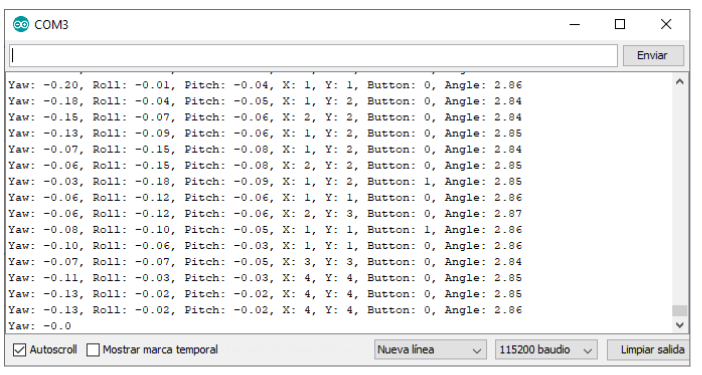 COM3
Enviar
Yaw: -0.20, Roll: -0.01, Pitch: -0.04, X: 1, Y: 1, Button: 0, Angle: 2.86
Yaw: -0.18, Roll: -0.04, Pitch: -0.05, X: 1, Y: 2, Button: 0, Angle: 2.84
Yaw: -0.15, Roll: -0.07, Pitch: -0.06, X: 2, Y: 2, Button: 0, Angle: 2.84
Yaw: -0.13, Roll: -0.09, Pitch: -0.06, X: 1, Y: 2, Button: 0, Angle: 2.85
Yaw: -0.07, Roll: -0.15, Pitch: -0.08, X: 1, Y: 2, Button: 0, Angle: 2.84
Yaw: -0.06, Roll: -0.15, Pitch: -0.08, X: 2, Y: 2, Button: 0, Angle: 2.85
Yaw: -0.03, Roll: -0.18, Pitch: -0.09, X: 1, Y: 2, Button: 1, Angle: 2.85
Yaw: -0.06, Roll: -0.12, Pitch: -0.06, X: 1, Y: 1, Button: 0, Angle: 2.86
Yaw: -0.06, Roll: -0.12, Pitch: -0.06, X: 2, Y: 3, Button: 0, Angle: 2.87
Yaw: -0.08, Roll: -0.10, Pitch: -0.05, X: 1, Y: 1, Button: 1, Angle: 2.86
Yaw: -0.10, Roll: -0.06, Pitch: -0.03, X: 1, Y: 1, Button: 0, Angle: 2.86
Yaw: -0.07, Roll: -0.07, Pitch: -0.05, X: 3, Y: 3, Button: 0, Angle: 2.84
Yaw: -0.11, Roll: -0.03, Pitch: -0.03, X: 4, Y: 4, Button: 0, Angle: 2.85
Yaw: -0.13, Roll: -0.02, Pitch: -0.02, X: 4, Y: 4, Button: 0, Angle: 2.85
Yaw: -0.13, Roll: -0.02, Pitch: -0.02, X: 4, Y: 4, Button: 0, Angle: 2.86
Yaw: -0.0
Autoscroll Mostrar marca temporal Nueva línea 115200 baudio Limpiar salida